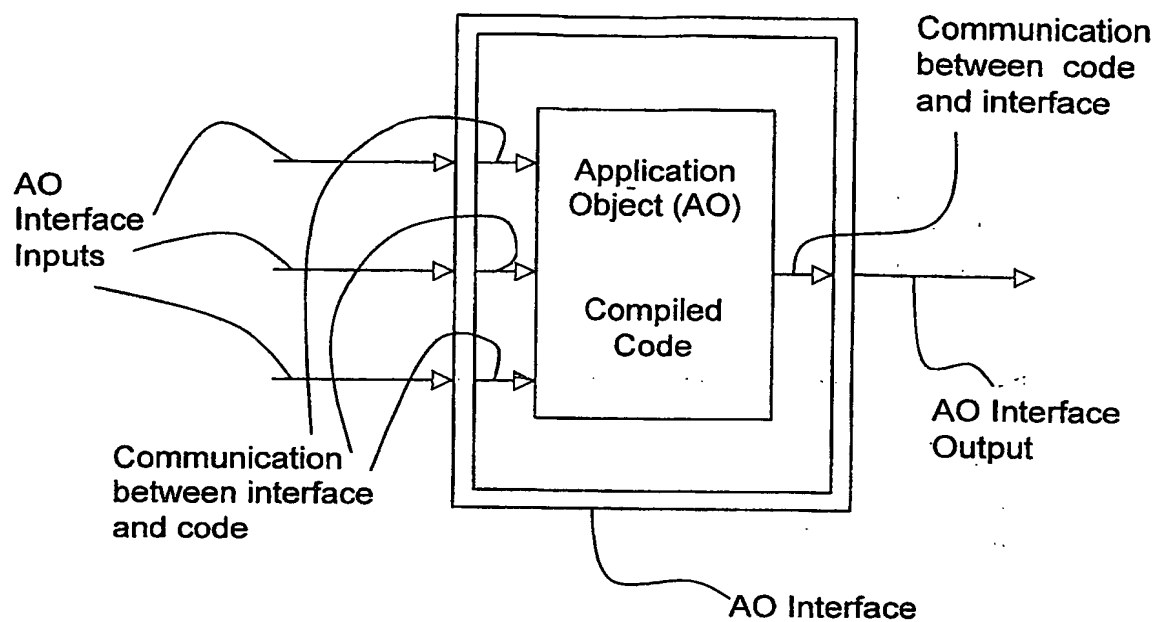 Communication
between code
and interface
AO
Interface
Inputs
Application
Object (AO)
Compiled
Code
AO Interface
Output
Communication
between interface
and code
AO Interface